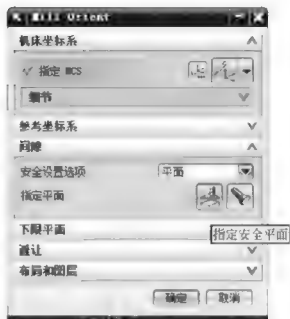 Mill Orient
机床坐标系
指定 MCS
细节
参考坐标系
间隙
安全设置选项
平面
指定平面
指定安全平面
下限平面
避让
布局和图层
确定
取消